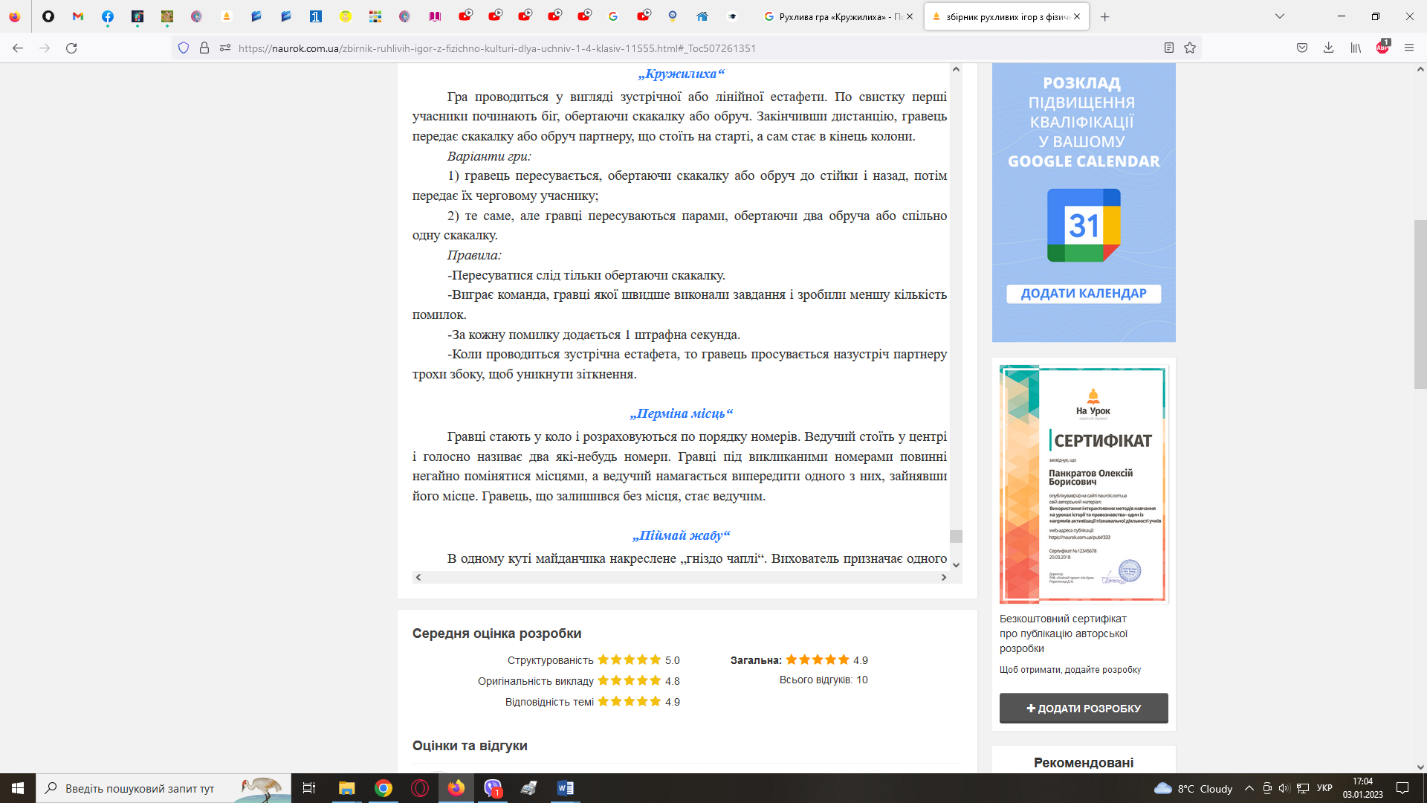 Рухлива гра «Кружилиха» - П
збірник рухливих ігор з фізич
https://naurok.com.ua/zbirnik-ruhlivih-igor-z-fizichno-kulturi-dlya-uchniv-1-4-klasiv-11555.html#_Toc507261351
„Кружилиха“
Гра проводиться у вигляді зустрічної або лінійної естафети. По свистку перші
учасники починають біг, обертаючи скакалку або обруч. Закінчивши дистанцію, гравець
передає скакалку або обруч партнеру, що стоїть на старті, а сам стає в кінець колони.
Варіанти гри:
1) гравець пересувається, обертаючи скакалку або обруч до стійки і назад, потім
передає їх черговому учаснику;
2) те саме, але гравці пересуваються парами, обертаючи два обруча або спільно
одну скакалку.
Правила:
-Пересуватися слід тільки обертаючи скакалку.
-Виграє команда, гравці якої швидше виконали завдання і зробили меншу кількість
помилок.
-За кожну помилку додається 1 штрафна секунда.
-Коли проводиться зустрічна естафета, то гравець просувається назустріч партнеру
трохи збоку, щоб уникнути зіткнення.
„Перміна місць“
Гравці стають у коло і розраховуються по порядку номерів. Ведучий стоїть у центрі
і голосно називає два які-небудь номери. Гравці під викликаними номерами повинні
негайно помінятися місцями, а ведучий намагається випередити одного з них, зайнявши
його місце. Гравець, що залишився без місця, стає ведучим.
„Піймай жабу“
В одному куті майданчика накреслене „гніздо чаплі“. Вихователь призначає одного
Середня оцінка розробки
Структурованість 5.0
Оригінальність викладу 4.8
Відповідність темі 4.9
Загальна: 4.9
Всього відгуків: 10
Оцінки та відгуки
РОЗКЛАД
ПІДВИЩЕННЯ
КВАЛІФІКАЦІЇ
У ВАШОМУ
GOOGLE CALENDAR
31
ДОДАТИ КАЛЕНДАР
На Урок
СЕРТИФІКАТ
Панкратов Олексій
Борисович
Безкоштовний сертифікат
про публікацію авторської
розробки
Щоб отримати, додайте розробку
+ ДОДАТИ РОЗРОБКУ
Рекомендовані
Введіть пошуковий запит тут
8°C Cloudy
УКР
17:04
03.01.2023